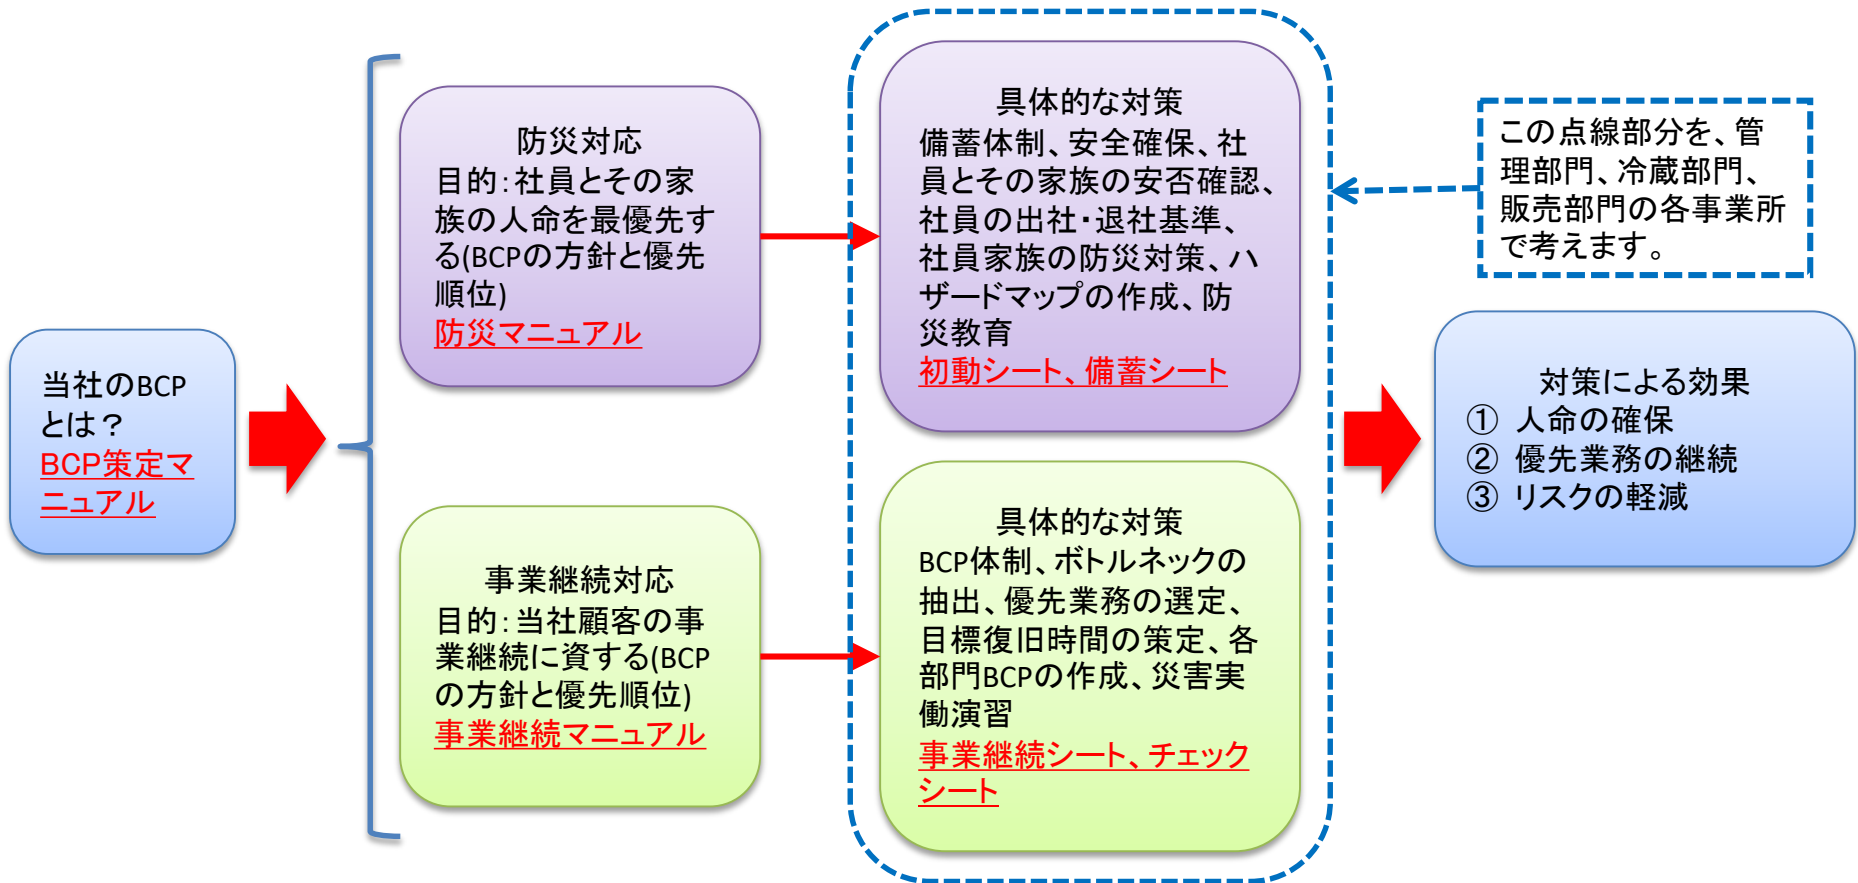 当社のBCP
とは？
BCP策定マ
ニュアル
防災対応
目的：社員とその家
族の人命を最優先す
る(BCPの方針と優先
順位)
防災マニュアル
具体的な対策
備蓄体制、安全確保、社
員とその家族の安否確認、
社員の出社・退社基準、
社員家族の防災対策、ハ
ザードマップの作成、防
災教育
初動シート、備蓄シート
事業継続対応
目的：当社顧客の事
業継続に資する(BCP
の方針と優先順位)
事業継続マニュアル
具体的な対策
BCP体制、ボトルネックの
抽出、優先業務の選定、
目標復旧時間の策定、各
部門BCPの作成、災害実
働演習
事業継続シート、チェック
シート
この点線部分を、管
理部門、冷蔵部門、
販売部門の各事業所
で考えます。
対策による効果
① 人命の確保
② 優先業務の継続
③ リスクの軽減